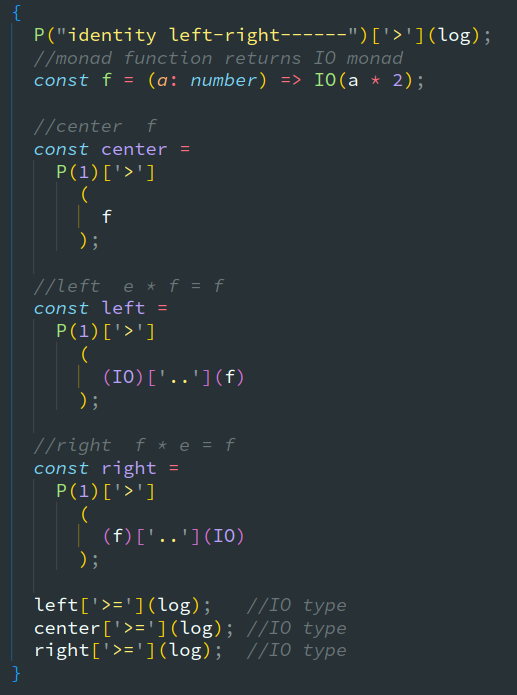 {
  P("identity left-right------")['>'](log);
  //monad function returns IO monad
  const f = (a: number) => IO(a * 2);

  //center  f
  const center =
    P(1)['>']
      (
        f
      );

  //left  e * f = f
  const left =
    P(1)['>']
      (
        (IO)['..'](f)
      );

  //right  f * e = f
  const right =
    P(1)['>']
      (
        (f)['..'](IO)
      );

  left['>='](log);   //IO type
  center['>='](log); //IO type
  right['>='](log);  //IO type
}